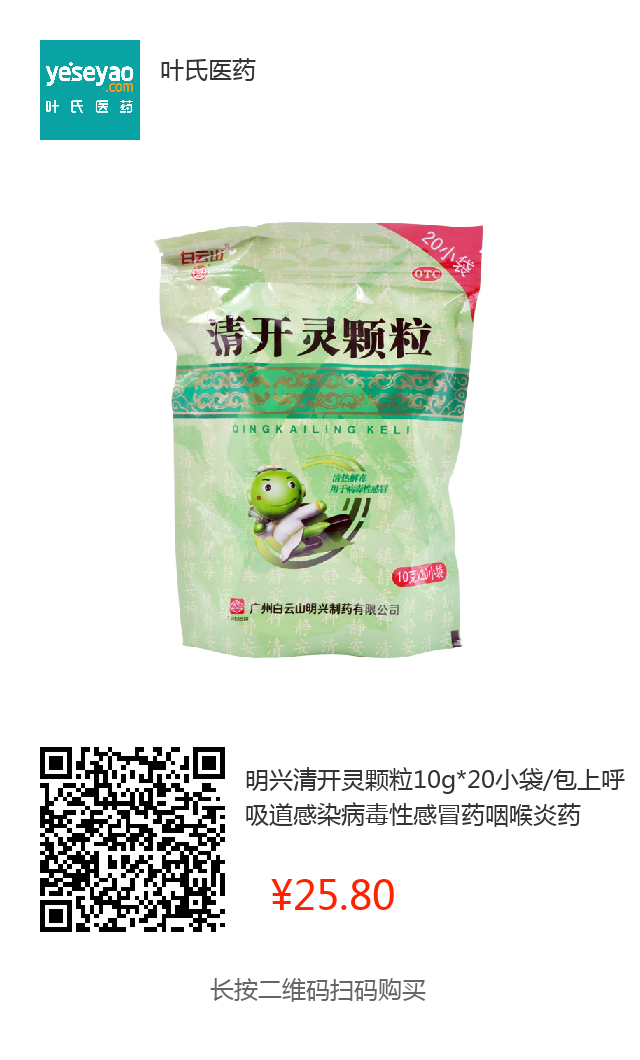 yeseyao
.com
叶氏医药
叶氏医药
白云山
20小袋
OTC
清开灵颗粒
QINGKAILING KELI
清热解毒
用于病毒性感冒
10克×20小袋
广州白云山明兴制药有限公司
明兴清开灵颗粒10g*20小袋/包上呼
吸道感染病毒性感冒药咽喉炎药
¥25.80
长按二维码扫码购买